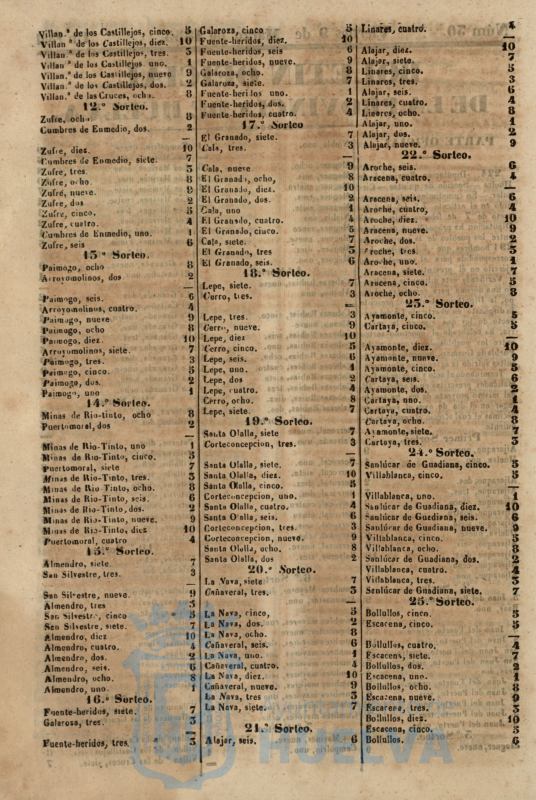 Villan.ª de los Castillejos, cinco. 5
Villan.ª de los Castillejos, diez. 10
Villan.ª de los Castillejos, tres. 3
Villan.ª de los Castillejos, uno. 1
Villan.ª de los Castillejos, nueve 9
Villan.ª de los Castillejos, dos. 2
Villan.ª de las Cruces, ocho. 8
12.º Sorteo.
Zufre, ocho. 8
Cumbres de Enmedio, dos. 2
Zufre, diez. 10
Cumbres de Enmedio, siete. 7
Zufre, tres. 3
Zufre, ocho. 8
Zufre, nueve. 9
Zufre, dos 2
Zufre, cinco. 5
Zufre, cuatro. 4
Cumbres de Enmedio, uno. 1
Zufre, seis 6
13º Sorteo.
Paimogo, ocho 8
Arroyomolinos, dos 2
Paimogo, seis. 6
Arroyomolinos, cuatro. 4
Paimogo, nueve 9
Paimogo, ocho 8
Paimogo, diez. 10
Arroyomolinos, siete. 7
Paimogo, tres. 3
Paimogo, cinco. 5
Paimogo, dos. 2
Paimogo, uno 1
14.º Sorteo.
Minas de Rio-tinto, ocho 8
Puertomoral, dos 2
Minas de Rio-Tinto, uno 1
Minas de Rio-Tinto, cinco. 5
Puertomoral, siete 7
Minas de Rio-Tinto, tres. 3
Minas de Rio-Tinto, ocho. 8
Minas de Rio-Tinto, seis. 6
Minas de Rio-Tinto, dos. 2
Minas de Rio-Tinto, nueve. 9
Minas de Rio-Tinto, diez 10
Puertomoral, cuatro 4
15.º Sorteo.
Almendro, siete. 7
San Silvestre, tres. 3
San Silvestre, nueve. 9
Almendro, tres 3
San Silvestre, cinco 5
San Silvestre, siete. 7
Almendro, diez 10
Almendro, cuatro. 4
Almendro, dos. 2
Almendro, seis. 6
Almendro, ocho. 8
Almendro, uno. 1
16.º Sorteo.
Fuente-heridos, siete. 7
Galarosa, tres. 3
Fuente-heridos, tres. 3
Galaroza, cinco 5
Fuente-heridos, diez. 10
Fuente-heridos, seis 6
Fuente-heridos, nueve. 9
Galaroza, ocho. 8
Galaroza, siete. 7
Fuente-heridos uno. 1
Fuente-heridos, dos. 2
Fuente-heridos, cuatro 4
17.º Sorteo
El Granado, siete. 7
Cala, tres. 3
Cala, nueve 9
El Granado, ocho, 8
El Granado, diez. 10
El Granado, dos. 2
Cala, uno 1
El Granado, cuatro. 4
El Granado, cinco. 5
Cala, siete. 7
El Granado, tres 3
El Granado, seis. 6
18.º Sorteo.
Lepe, siete. 7
Cerro, tres. 3
Lepe, tres. 3
Cerro, nueve. 9
Lepe, diez 10
Cerro, cinco. 5
Lepe, seis. 6
Lepe, uno. 1
Lepe, dos 2
Lepe, cuatro 4
Cerro, ocho. 8
Lepe, siete. 7
19.º Sorteo.
Santa Olalla, siete 7
Corteconcepcion, tres. 3
Santa Olalla, siete. 7
Santa Olalla, diez. 10
Santa Olalla, cinco. 5
Corteconcepcion, uno. 1
Santa Olalla, cuatro. 4
Santa Olalla, seis. 6
Corteconcepcion, tres. 3
Corteconcepcion, nueve. 9
Santa Olalla, ocho. 8
Santa Olalla, dos 2
20.º Sorteo.
La Nava, siete 7
Cañaveral, tres. 3
La Nava, cinco, 5
La Nava, dos. 2
La Nava, ocho. 8
Cañaveral, seis. 6
La Nava, uno. 1
Cañaveral, cuatro. 4
La Nava, diez. 10
Cañaveral, nueve 9
La Nava, tres 3
La Nava, siete. 7
21.º Sorteo.
Alajar, seis. 6
Linares, cuatro. 4
Alajar, diez. 10
Alajar, siete. 7
Linares, cinco. 5
Linares, tres. 3
Alajar, seis. 6
Linares, cuatro. 4
Linares, ocho. 8
Alajar, uno. 1
Alajar, dos 2
Alajar, nueve. 9
22.º Sorteo.
Aroche, seis. 6
Aracena, cuatro. 4
Aracena, seis. 6
Aroche, cuatro, 4
Aroche, diez. 10
Aracena, nueve. 9
Aroche, dos. 2
Aroche, tres. 3
Aroche, uno. 1
Aracena, siete. 7
Aracena, cinco. 5
Aroche, ocho. 8
23.º Sorteo.
Ayamonte, cinco. 5
Cartaya, cinco. 5
Ayamonte, diez. 10
Ayamonte, nueve. 9
Ayamonte, cinco. 5
Cartaya, seis. 6
Ayamonte, dos. 2
Cartaya, uno. 1
Cartaya, cuatro. 4
Cartaya, ocho. 8
Ayamonte, siete. 7
Cartaya, tres. 3
24.º Sorteo.
Sanlúcar de Guadiana, cinco. 5
Villablanca, cinco. 5
Villablanca, uno. 1
Sanlúcar de Guadiana, diez. 10
Sanlúcar de Guadiana, seis. 6
Sanlúcar de Guadiana, nueve. 9
Villablanca, cinco. 5
Villablanca, ocho. 8
Sanlúcar de Guadiana, dos. 2
Villablanca, cuatro. 4
Villablanca, tres. 3
Sanlúcar de Guadiana, siete. 7
25.º Sorteo.
Bollullos, cinco. 5
Escacena, cinco. 5
Bollullos, cuatro. 4
Escacena, siete. 7
Bollullos, dos. 2
Escacena, uno. 1
Bollullos, ocho. 8
Escacena, nueve 9
Escacena, tres. 3
Bollullos, diez. 10
Escacena, cinco. 5
Bollullos. 6
HUELVA